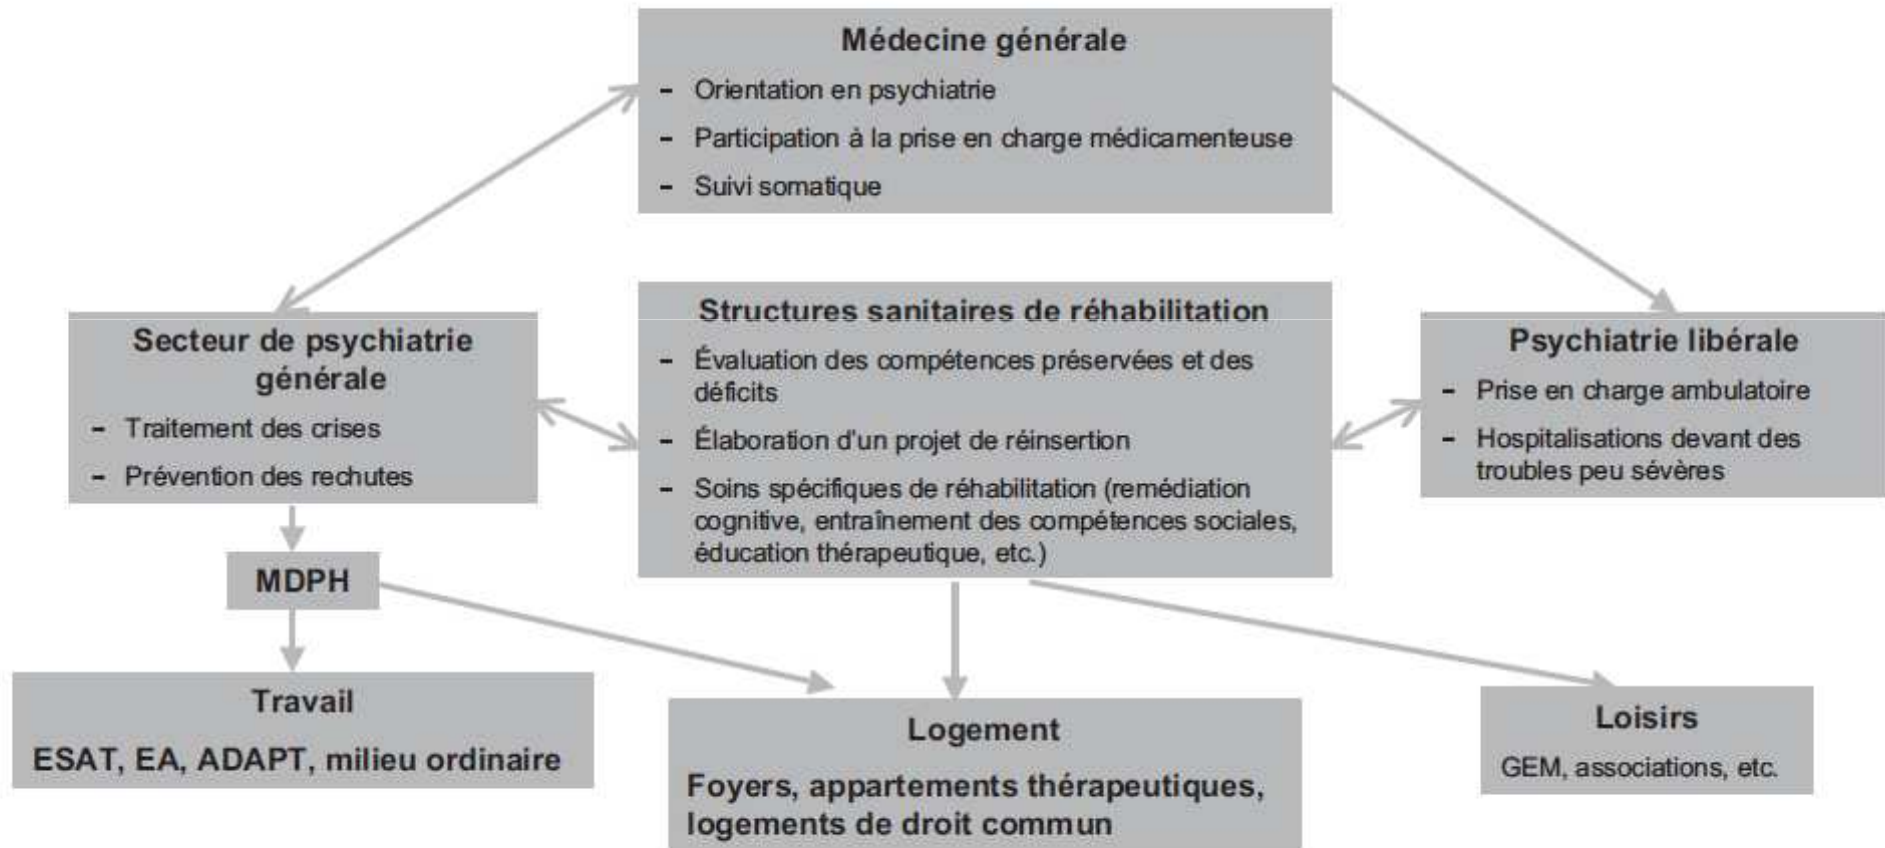 Médecine générale
- Orientation en psychiatrie
- Participation à la prise en charge médicamenteuse
- Suivi somatique
Secteur de psychiatrie
générale
- Traitement des crises
- Prévention des rechutes
Structures sanitaires de réhabilitation
- Évaluation des compétences préservées et des
déficits
- Élaboration d'un projet de réinsertion
- Soins spécifiques de réhabilitation (remédiation
cognitive, entraînement des compétences sociales,
éducation thérapeutique, etc.)
Psychiatrie libérale
- Prise en charge ambulatoire
- Hospitalisations devant des
troubles peu sévères
MDPH
Travail
ESAT, EA, ADAPT, milieu ordinaire
Logement
Foyers, appartements thérapeutiques,
logements de droit commun
Loisirs
GEM, associations, etc.